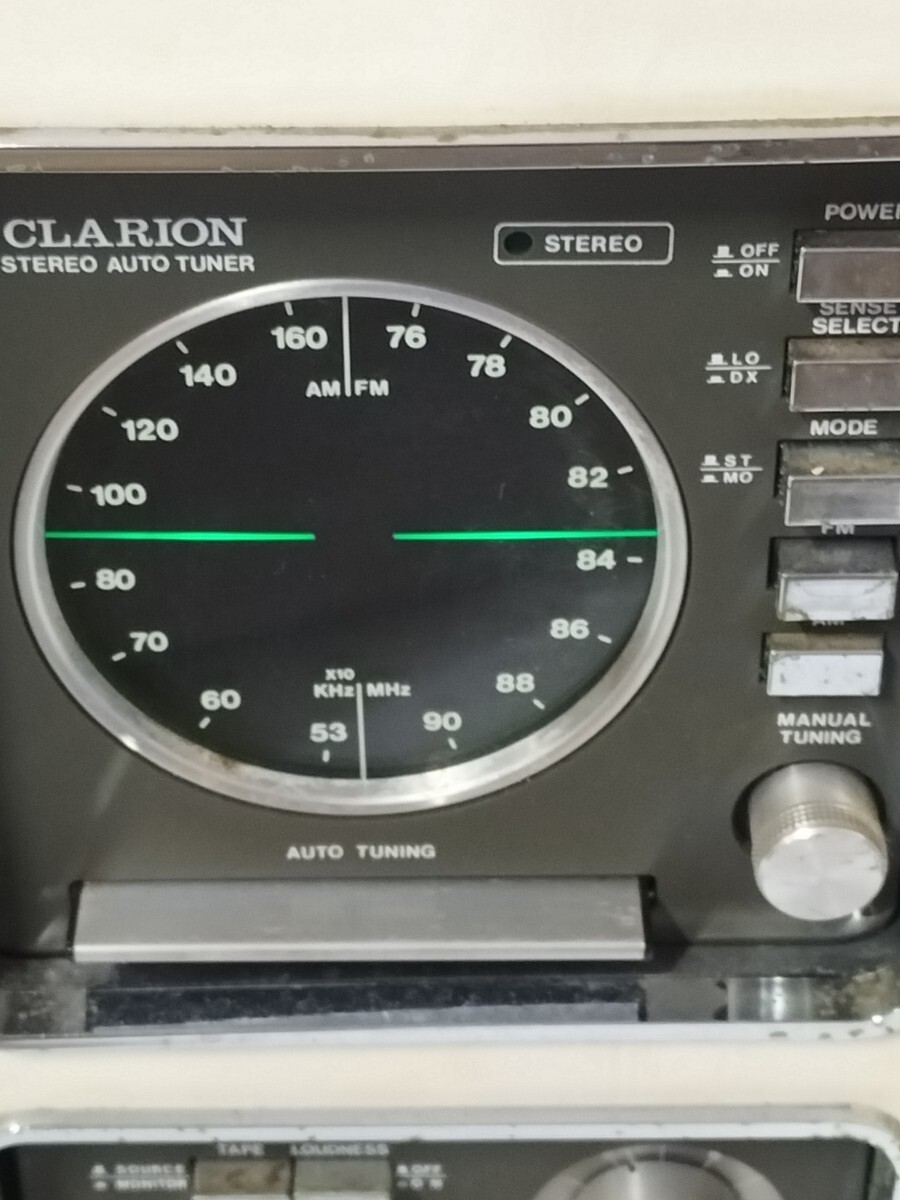 CLARION
STEREO AUTO TUNER
STEREO
POWER
OFF
ON
SENSE
SELECT
LO
DX
MODE
ST
MO
FM
AM
160
76
140
78
AM FM
120
80
100
82
80
84
70
86
60
88
X10
KHz MHz
53
90
MANUAL
TUNING
AUTO TUNING
TAPE
LOUDNESS
SOURCE
MONITOR
OFF
ON